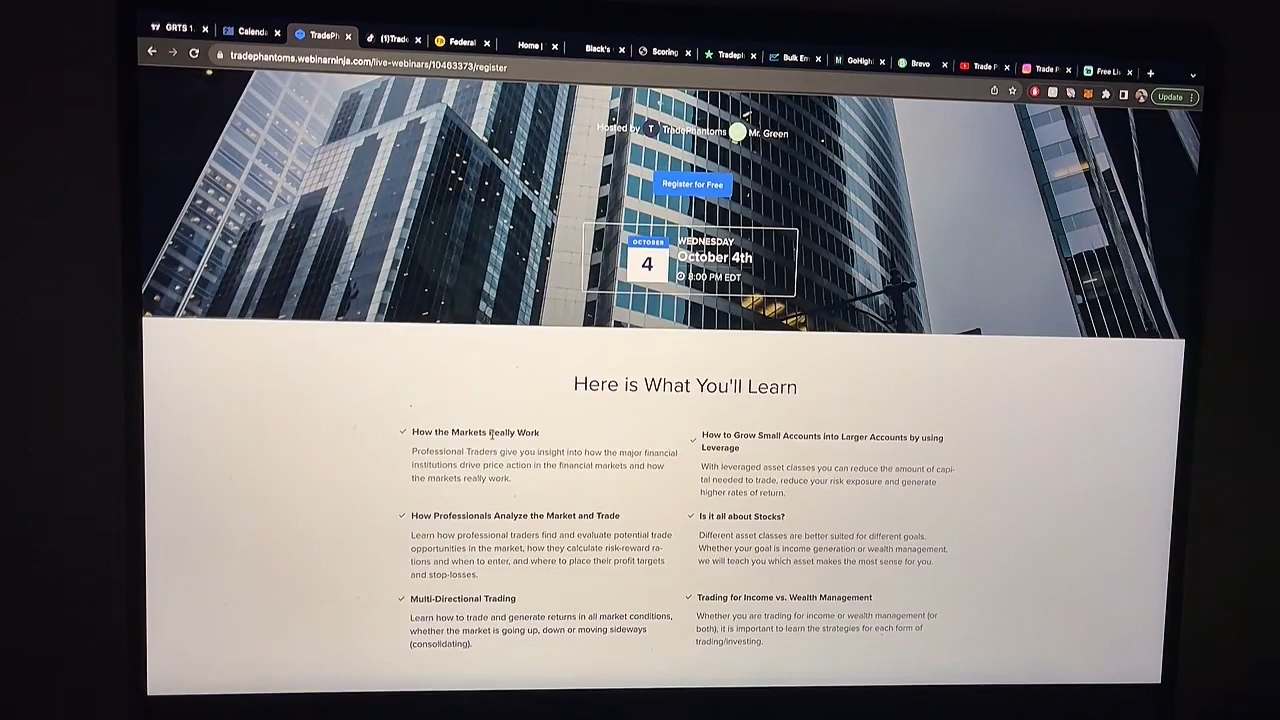 GRTS 1.
Calend
TradePh
(1)Trad
Federal
Home |
Black's
Scoring
Tradepl
Bulk Em
GoHigh
Brevo
Trade P
Trade P
Free Li
tradephantoms.webinarninja.com/live-webinars/10463373/register
Update
Hosted by T TradePhantoms Mr. Green
Register for Free
OCTOBER
4
WEDNESDAY
October 4th
8:00 PM EDT
Here is What You'll Learn
How the Markets Really Work
Professional Traders give you insight into how the major financial
institutions drive price action in the financial markets and how
the markets really work.
How to Grow Small Accounts into Larger Accounts by using
Leverage
With leveraged asset classes you can reduce the amount of capi-
tal needed to trade, reduce your risk exposure and generate
higher rates of return.
How Professionals Analyze the Market and Trade
Learn how professional traders find and evaluate potential trade
opportunities in the market, how they calculate risk-reward ra-
tions and when to enter, and where to place their profit targets
and stop-losses.
Is it all about Stocks?
Different asset classes are better suited for different goals.
Whether your goal is income generation or wealth management,
we will teach you which asset makes the most sense for you.
Multi-Directional Trading
Learn how to trade and generate returns in all market conditions,
whether the market is going up, down or moving sideways
(consolidating).
Trading for Income vs. Wealth Management
Whether you are trading for income or wealth management (or
both), it is important to learn the strategies for each form of
trading/investing.